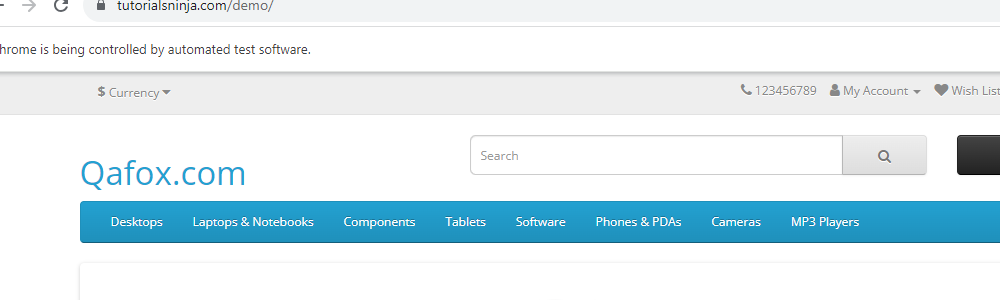 tutorialsninja.com/demo/
hrome is being controlled by automated test software.
$ Currency 123456789 My Account Wish List
Qafox.com
Search
Desktops Laptops & Notebooks Components Tablets Software Phones & PDAs Cameras MP3 Players